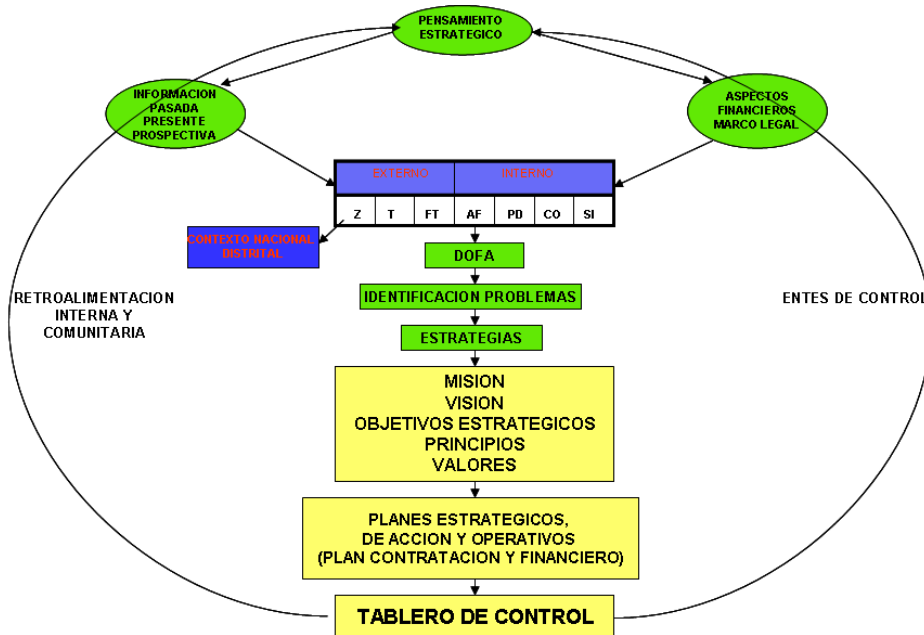 PENSAMIENTO
ESTRATEGICO
INFORMACION
PASADA
PRESENTE
PROSPECTIVA
ASPECTOS
FINANCIEROS
MARCO LEGAL
EXTERNO
INTERNO
Z
T
FT
AF
PD
CO
SI
CONTEXTO NACIONAL
DISTRITAL
DOFA
RETROALIMENTACION
INTERNA Y
COMUNITARIA
IDENTIFICACION PROBLEMAS
ENTES DE CONTROL
ESTRATEGIAS
MISION
VISION
OBJETIVOS ESTRATEGICOS
PRINCIPIOS
VALORES
PLANES ESTRATEGICOS,
DE ACCION Y OPERATIVOS
(PLAN CONTRATACION Y FINANCIERO)
TABLERO DE CONTROL